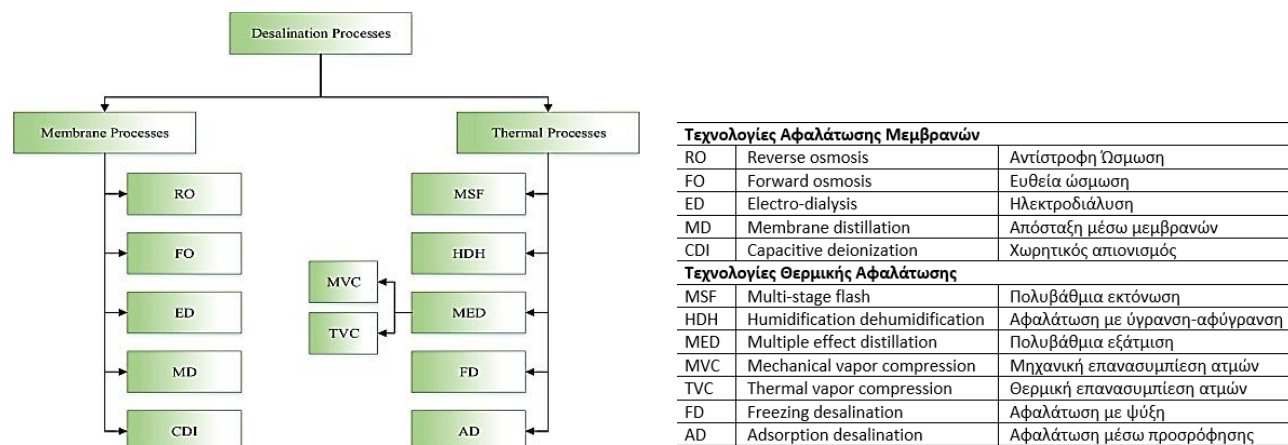 Desalination Processes
Membrane Processes
Thermal Processes
RO
FO
ED
MD
CDI
MSF
HDH
MED
FD
AD
MVC
TVC
Τεχνολογίες Αφαλάτωσης Μεμβρανών
RO Reverse osmosis Αντίστροφη Ώσμωση
FO Forward osmosis Ευθεία ώσμωση
ED Electro-dialysis Ηλεκτροδιάλυση
MD Membrane distillation Απόσταξη μέσω μεμβρανών
CDI Capacitive deionization Χωρητικός απιονισμός
Τεχνολογίες Θερμικής Αφαλάτωσης
MSF Multi-stage flash Πολυβάθμια εκτόνωση
HDH Humidification dehumidification Αφαλάτωση με ύγρανση-αφύγρανση
MED Multiple effect distillation Πολυβάθμια εξάτμιση
MVC Mechanical vapor compression Μηχανική επανασυμπίεση ατμών
TVC Thermal vapor compression Θερμική επανασυμπίεση ατμών
FD Freezing desalination Αφαλάτωση με ψύξη
AD Adsorption desalination Αφαλάτωση μέσω προσρόφησης